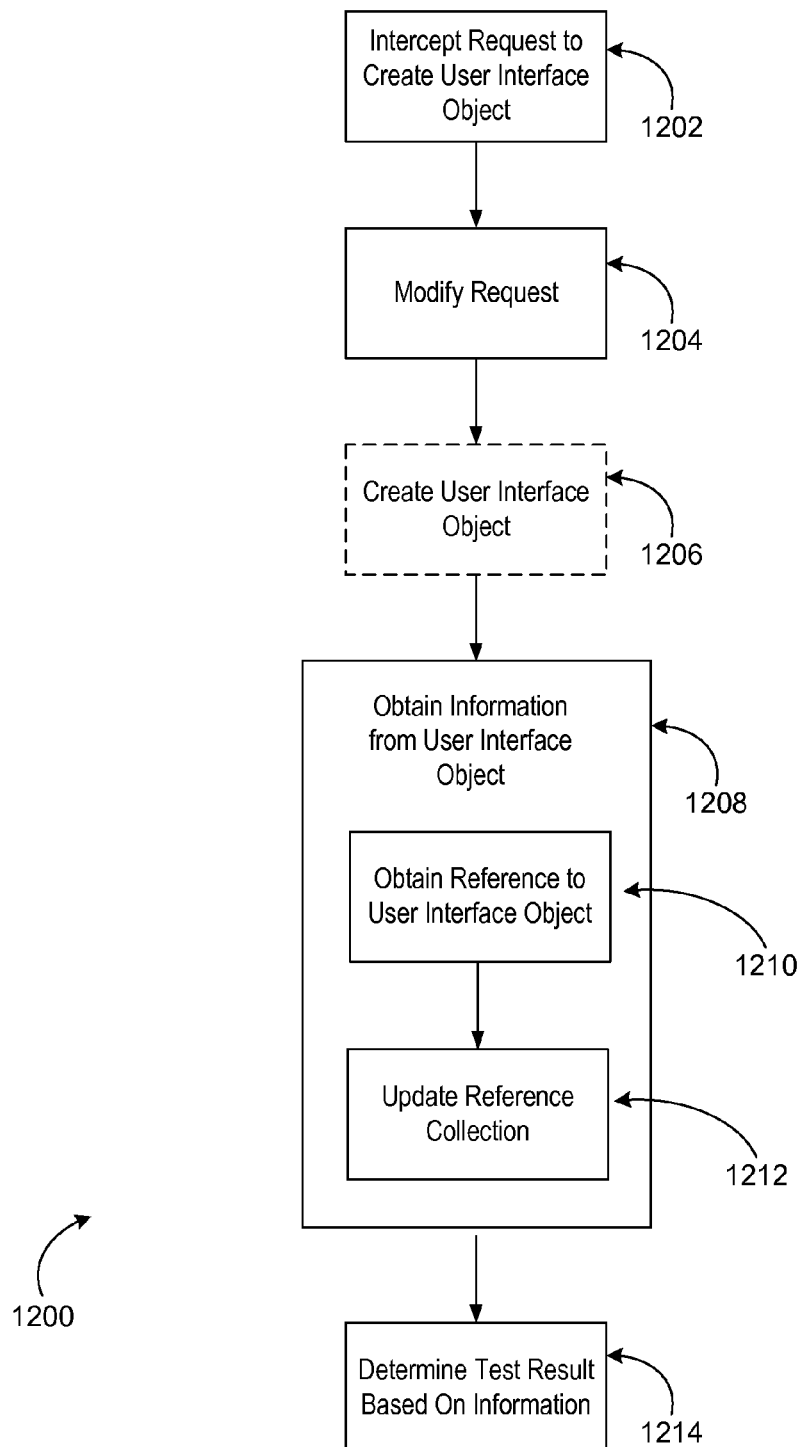 Intercept Request to
Create User Interface
Object
1202
Modify Request
1204
Create User Interface
Object
1206
Obtain Information
from User Interface
Object
1208
Obtain Reference to
User Interface Object
1210
Update Reference
Collection
1212
1200
Determine Test Result
Based On Information
1214